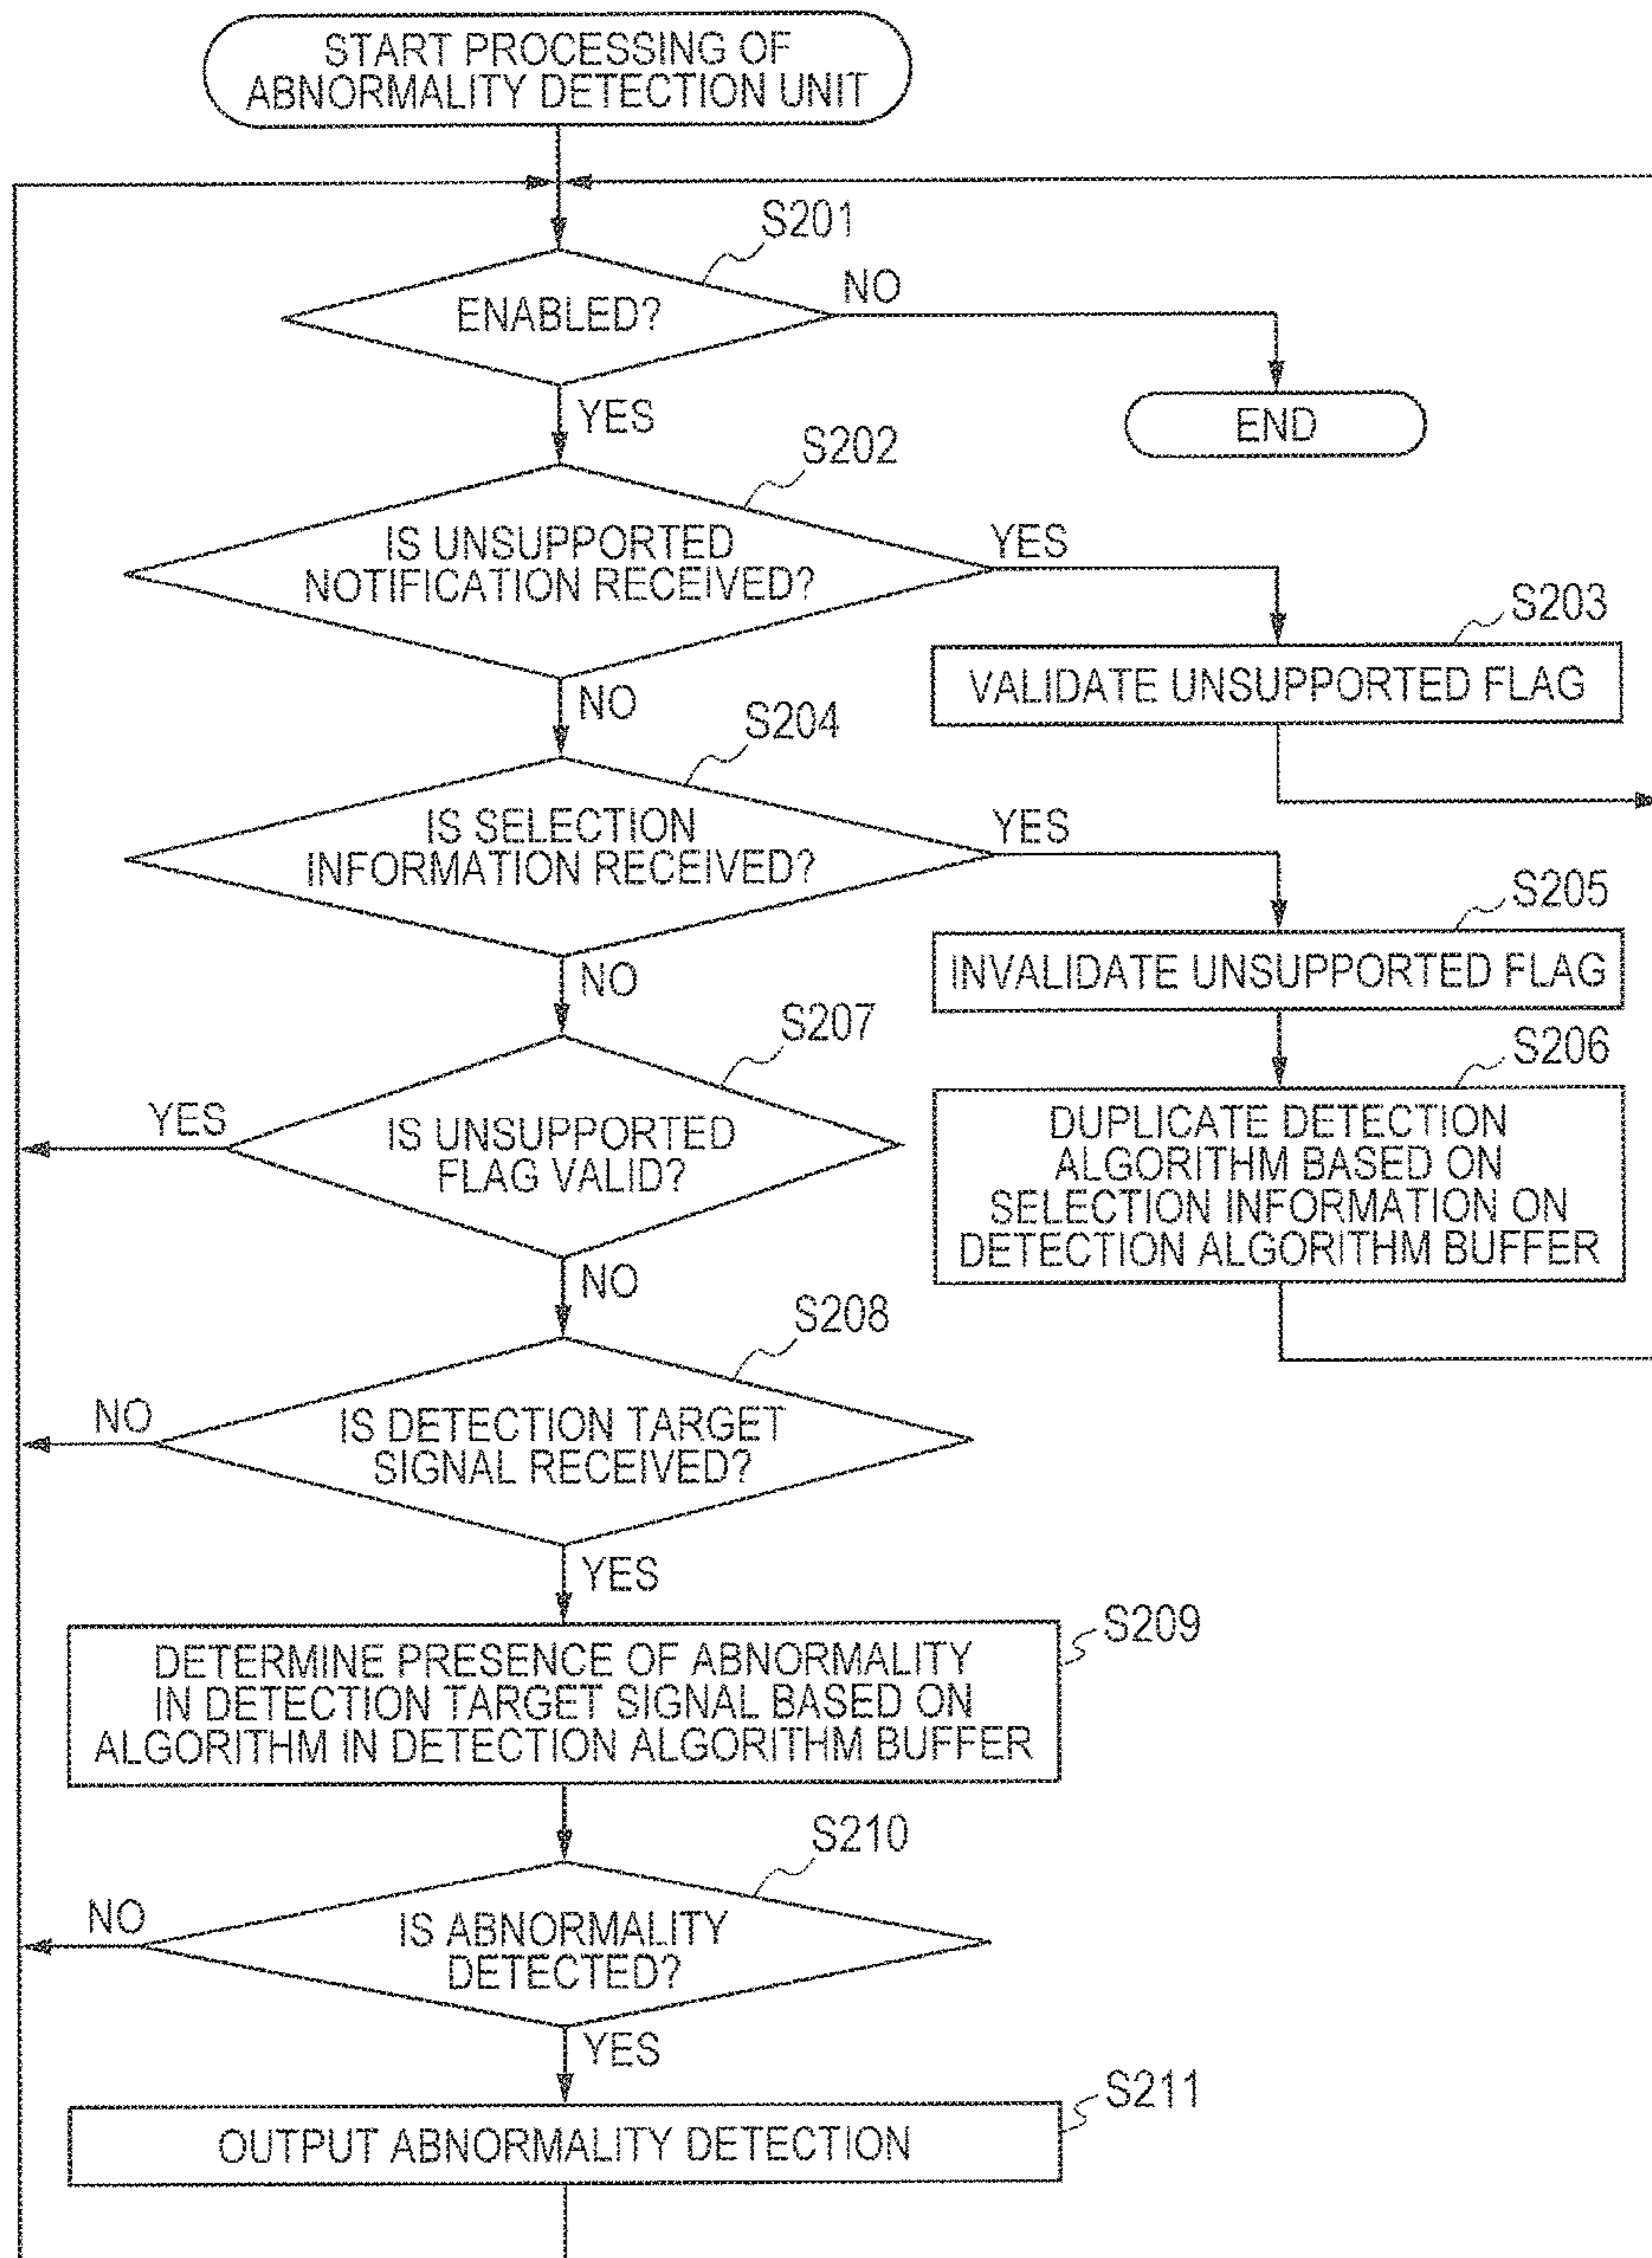 START PROCESSING OF
ABNORMALITY DETECTION UNIT
S201
ENABLED?
NO
END
YES
S202
IS UNSUPPORTED
NOTIFICATION RECEIVED?
YES
S203
VALIDATE UNSUPPORTED FLAG
NO
S204
IS SELECTION
INFORMATION RECEIVED?
YES
S205
INVALIDATE UNSUPPORTED FLAG
S206
DUPLICATE DETECTION
ALGORITHM BASED ON
SELECTION INFORMATION ON
DETECTION ALGORITHM BUFFER
NO
S207
YES
IS UNSUPPORTED
FLAG VALID?
NO
S208
NO
IS DETECTION TARGET
SIGNAL RECEIVED?
YES
S209
DETERMINE PRESENCE OF ABNORMALITY
IN DETECTION TARGET SIGNAL BASED ON
ALGORITHM IN DETECTION ALGORITHM BUFFER
S210
NO
IS ABNORMALITY
DETECTED?
YES
S211
OUTPUT ABNORMALITY DETECTION